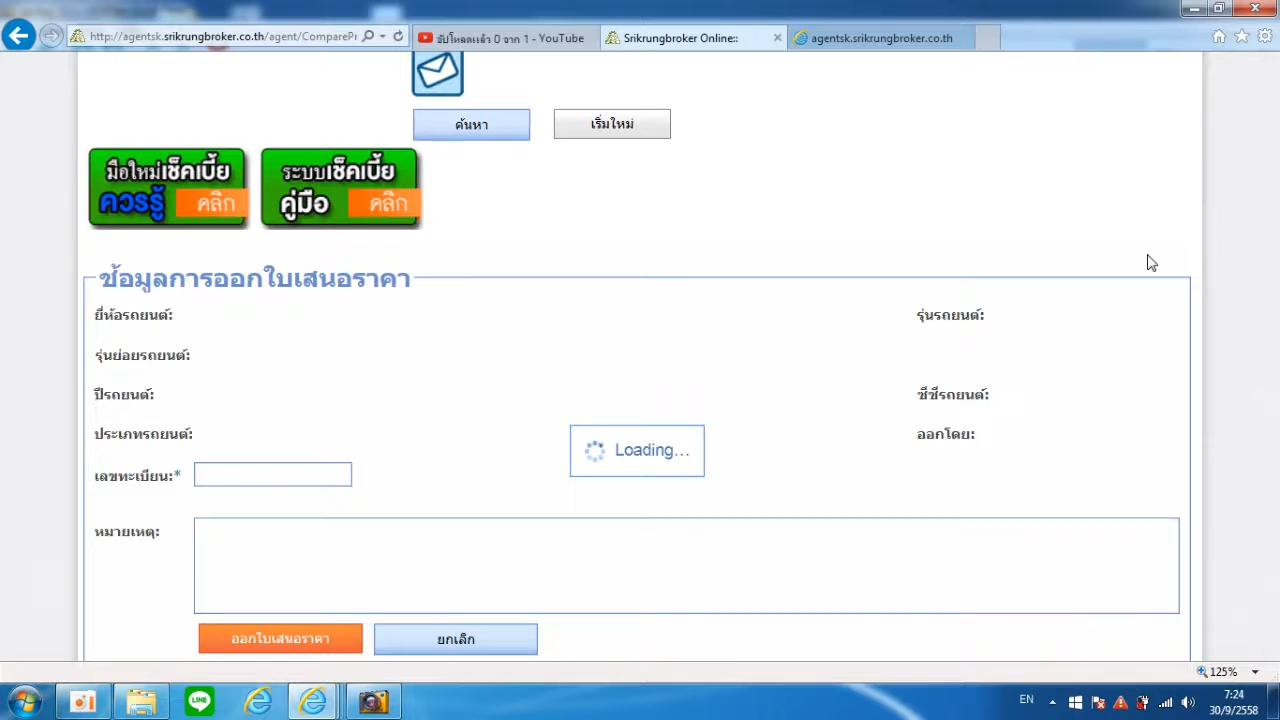 http://agentsk.srikrungbroker.co.th/agent/ComparePr
อัปโหลดแล้ว 0 จาก 1 - YouTube
Srikrungbroker Online::
agentsk.srikrungbroker.co.th
ค้นหา
เริ่มใหม่
มือใหม่เช็คเบี้ย
ควรรู้ คลิก
ระบบเช็คเบี้ย
คู่มือ คลิก
ข้อมูลการออกใบเสนอราคา
ยี่ห้อรถยนต์:
รุ่นรถยนต์:
รุ่นย่อยรถยนต์:
ปีรถยนต์:
ซีซีรถยนต์:
ประเภทรถยนต์:
Loading...
ออกโดย:
เลขทะเบียน:*
หมายเหตุ:
ออกใบเสนอราคา
ยกเลิก
125%
LINE
EN
7:24
30/9/2558